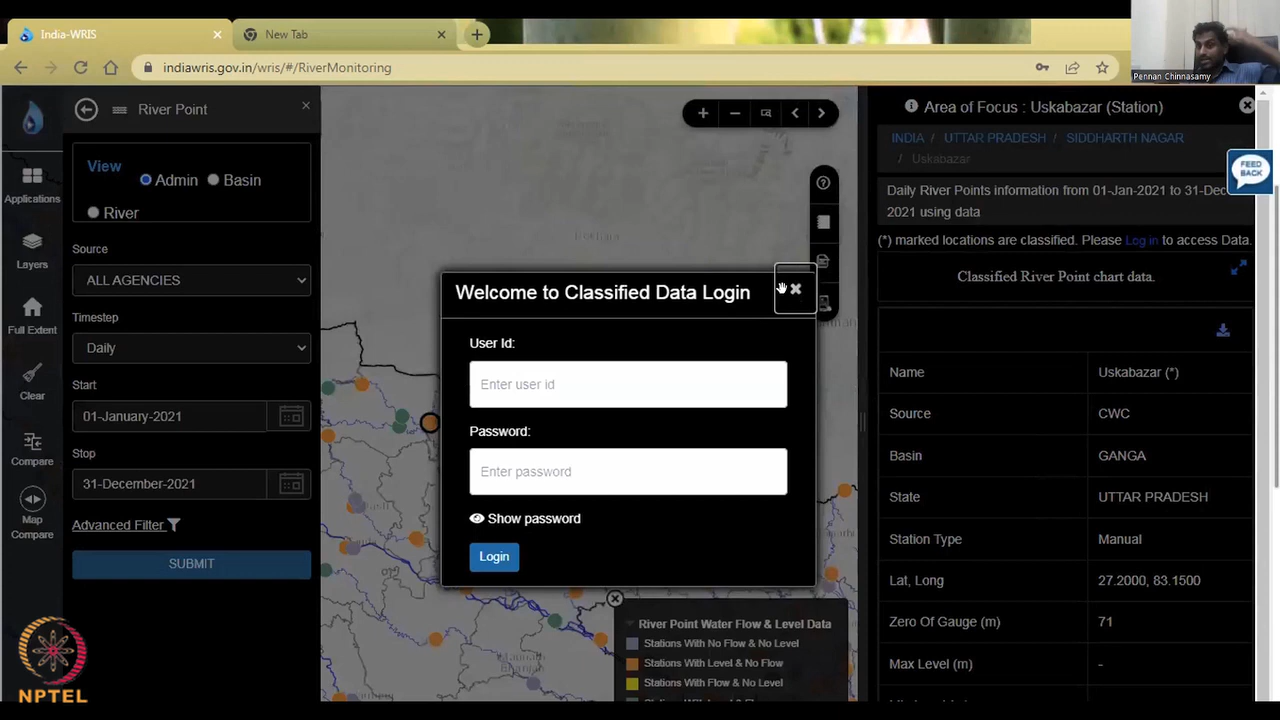 India-WRIS
New Tab
indiawris.gov.in/wris/#/RiverMonitoring
Pennan Chinnasamy
River Point
View
Admin
Basin
River
Source
ALL AGENCIES
Timestep
Daily
Start
01-January-2021
Stop
31-December-2021
Advanced Filter
SUBMIT
Applications
Layers
Full Extent
Clear
Compare
Map
Compare
NPTEL
Welcome to Classified Data Login
User Id:
Enter user id
Password:
Enter password
Show password
Login
River Point Water Flow & Level Data
Stations With No Flow & No Level
Stations With Level & No Flow
Stations With Flow & No Level
Area of Focus : Uskabazar (Station)
INDIA / UTTAR PRADESH / SIDDHARTH NAGAR
/ Uskabazar
FEED
BACK
Daily River Points information from 01-Jan-2021 to 31-Dec-
2021 using data
(*) marked locations are classified. Please Log in to access Data.
Classified River Point chart data.
Name Uskabazar (*)
Source CWC
Basin GANGA
State UTTAR PRADESH
Station Type Manual
Lat, Long 27.2000, 83.1500
Zero Of Gauge (m) 71
Max Level (m) -